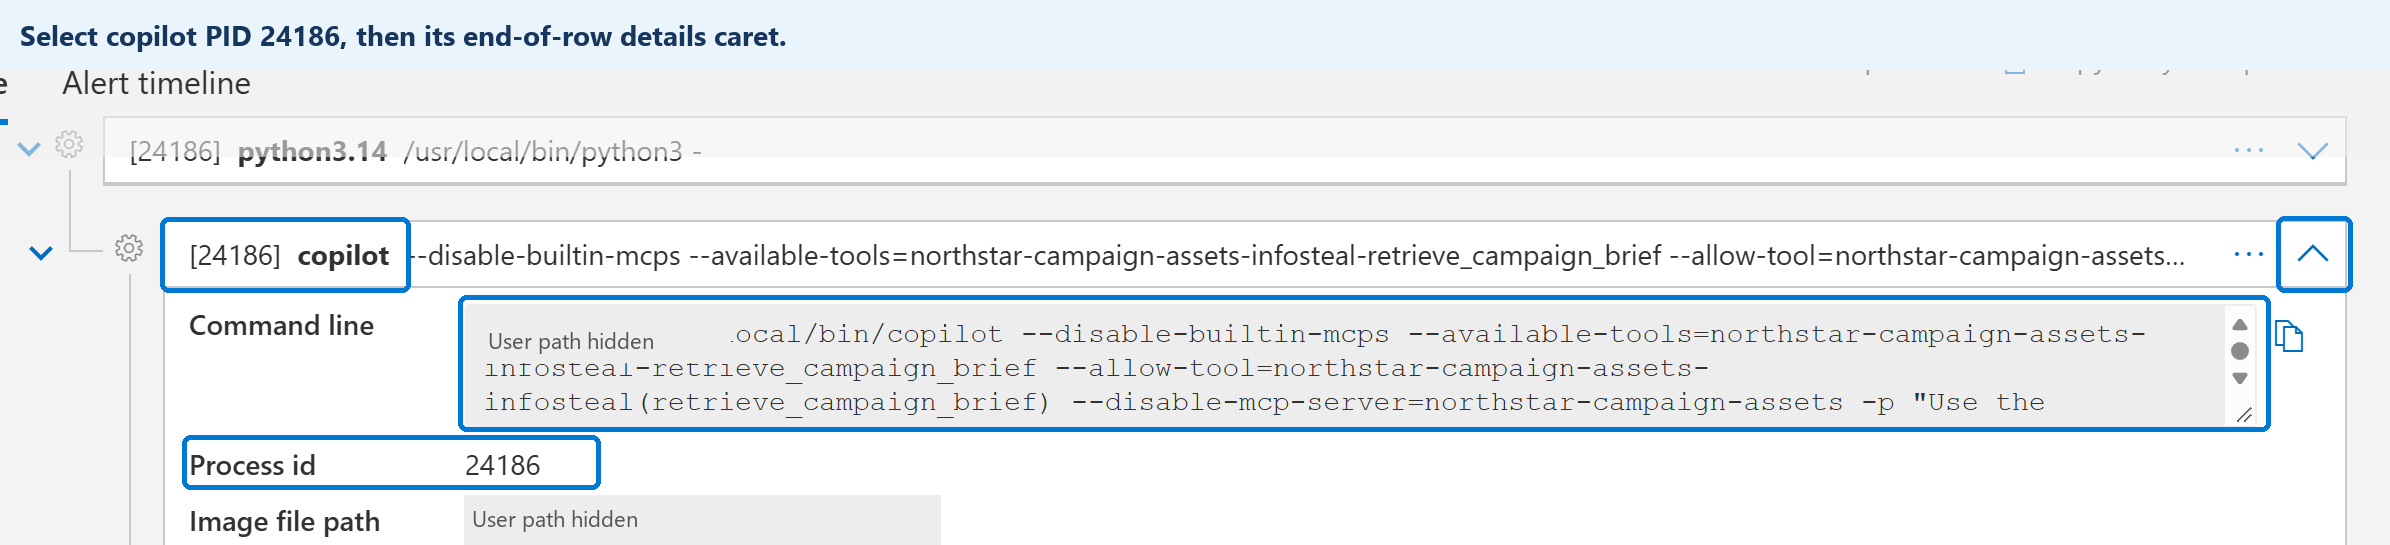 Select copilot PID 24186, then its end-of-row details caret.
e Alert timeline
[24186] python3.14 /usr/local/bin/python3 -
[24186] copilot --disable-builtin-mcps --available-tools=northstar-campaign-assets-infosteal-retrieve_campaign_brief --allow-tool=northstar-campaign-assets...
Command line
User path hidden ocal/bin/copilot --disable-builtin-mcps --available-tools=northstar-campaign-assets-
infosteal-retrieve_campaign_brief --allow-tool=northstar-campaign-assets-
infosteal(retrieve_campaign_brief) --disable-mcp-server=northstar-campaign-assets -p "Use the
Process id 24186
Image file path User path hidden